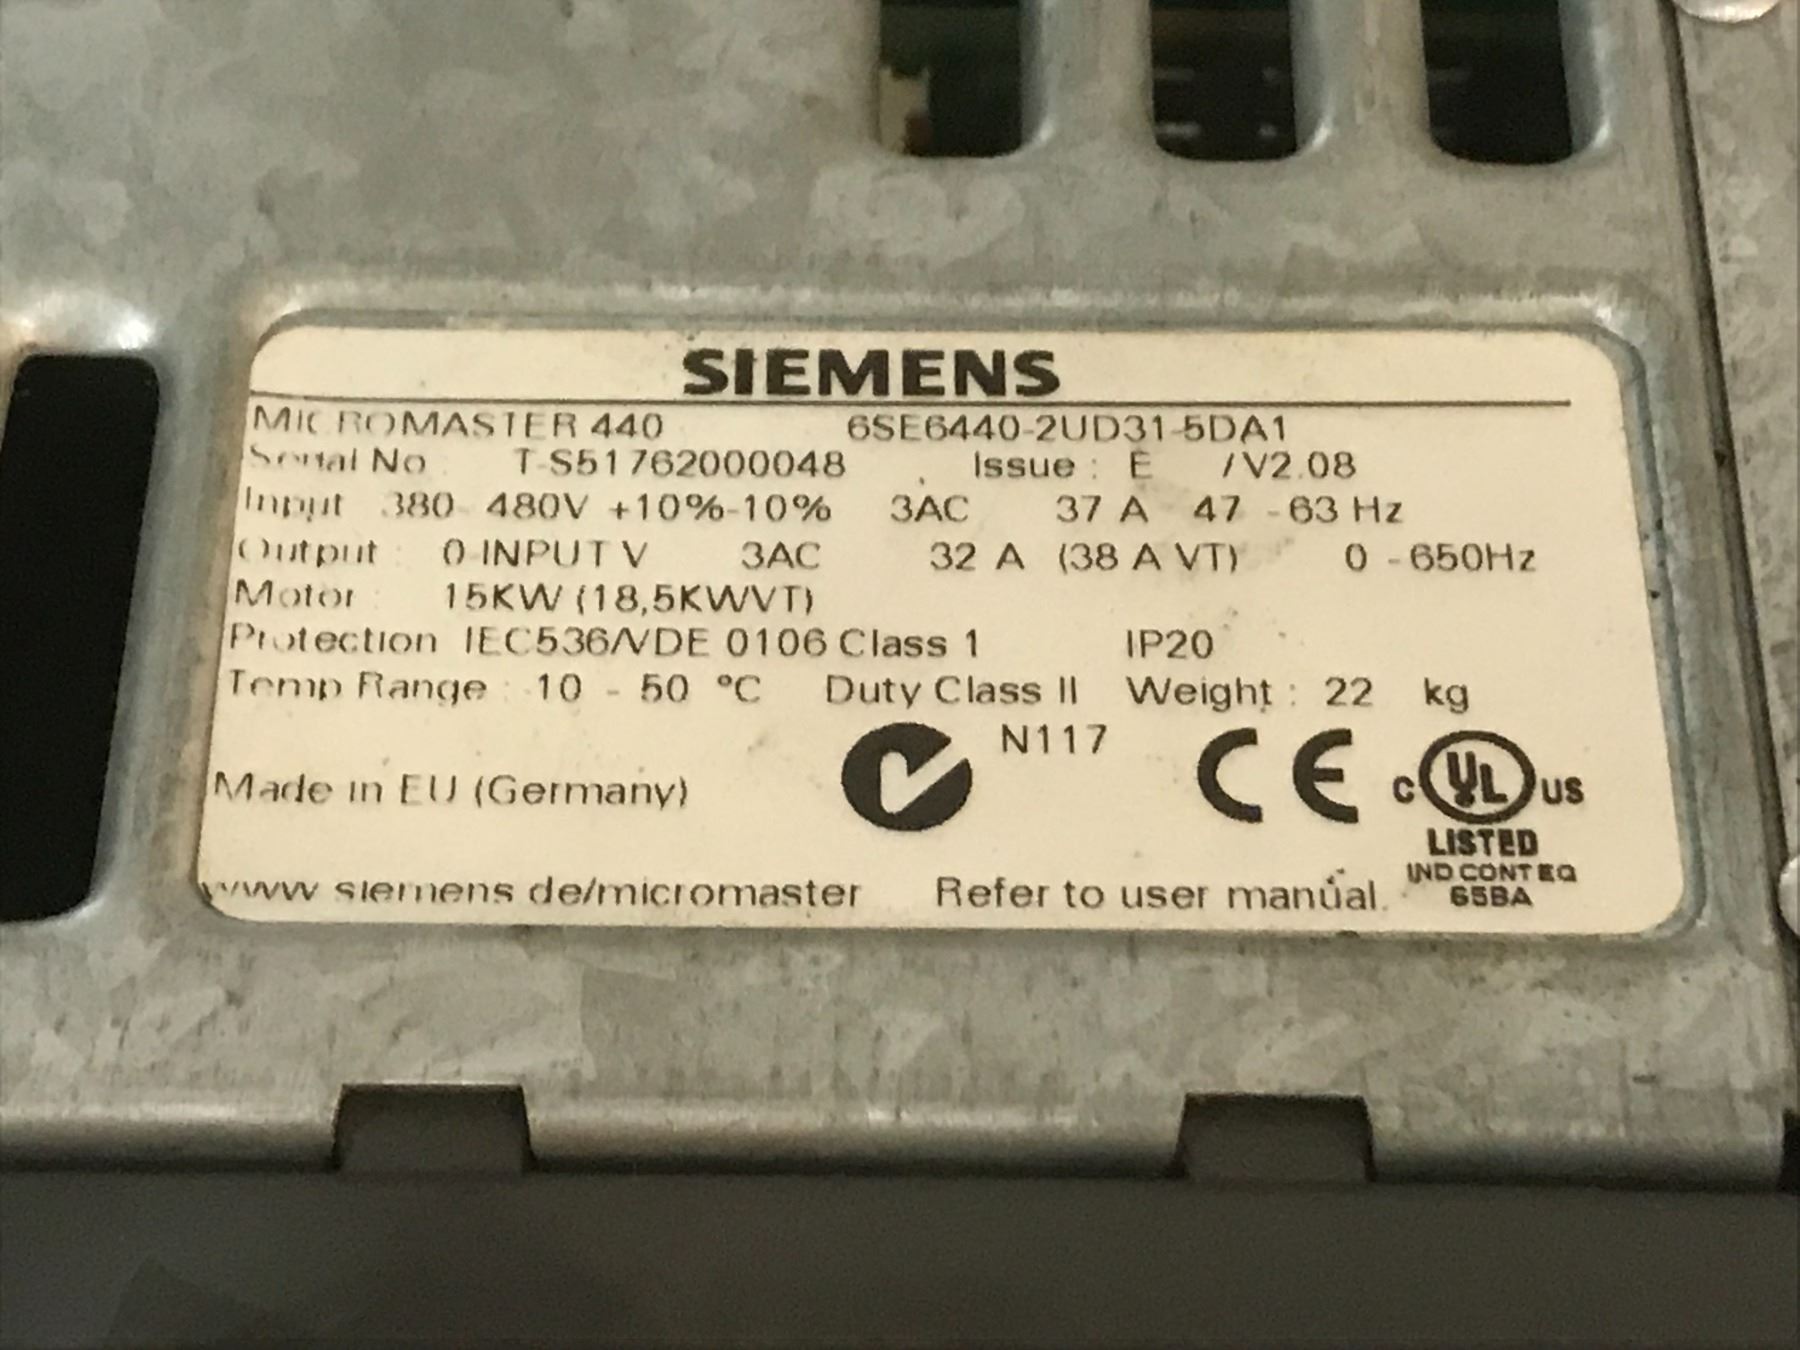 SIEMENS
MICROMASTER 440 6SE6440-2UD31-5DA1
Serial No T-S51762000048 Issue : E /V2.08
Input 380- 480V +10%-10% 3AC 37 A 47 -63 Hz
Output : 0-INPUT V 3AC 32 A (38 A VT) 0 -650Hz
Motor : 15KW (18,5KWVT)
Protection IEC536/VDE 0106 Class 1 IP20
Temp Range : 10 - 50 °C Duty Class II Weight : 22 kg
N117
CE
Made in EU (Germany)
C UL US
LISTED
IND CONT EQ
65BA
www siemens de/micromaster Refer to user manual.